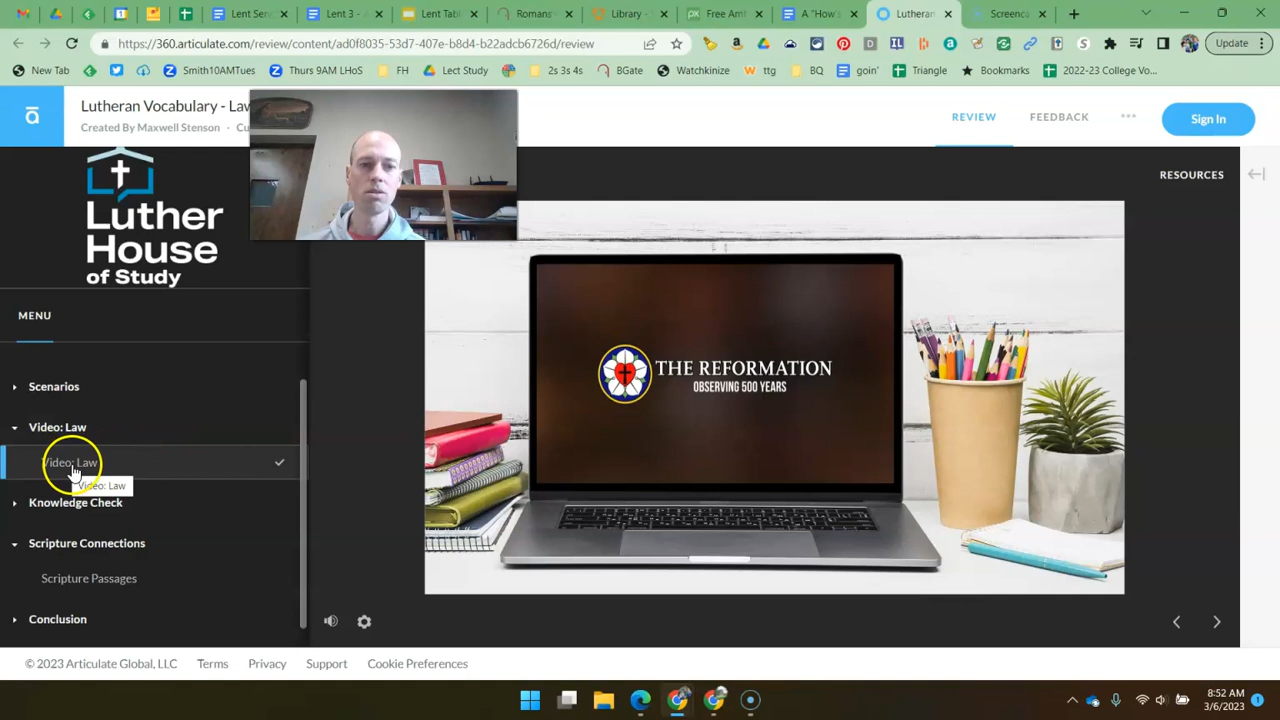 Lent Ser
Lent 3 - A
Lent Tabl
Romans -
Library -
Free Amt
A "How's
Lutheran
Screenca
https://360.articulate.com/review/content/ad0f8035-53d7-407e-b8d4-b22adcb6726d/review
Update
New Tab
Smith10AMTues
Thurs 9AM LHoS
FH
Lect Study
2s 3s 4s
BGate
Watchkinize
ttg
BQ
goin'
Triangle
Bookmarks
2022-23 College Vo...
Lutheran Vocabulary - Law
Created By Maxwell Stenson · Cu
REVIEW
FEEDBACK
Sign In
RESOURCES
Luther
House
of Study
MENU
Scenarios
Video: Law
Video: Law
Video: Law
Knowledge Check
Scripture Connections
Scripture Passages
Conclusion
THE REFORMATION
OBSERVING 500 YEARS
© 2023 Articulate Global, LLC
Terms
Privacy
Support
Cookie Preferences
8:52 AM
3/6/2023